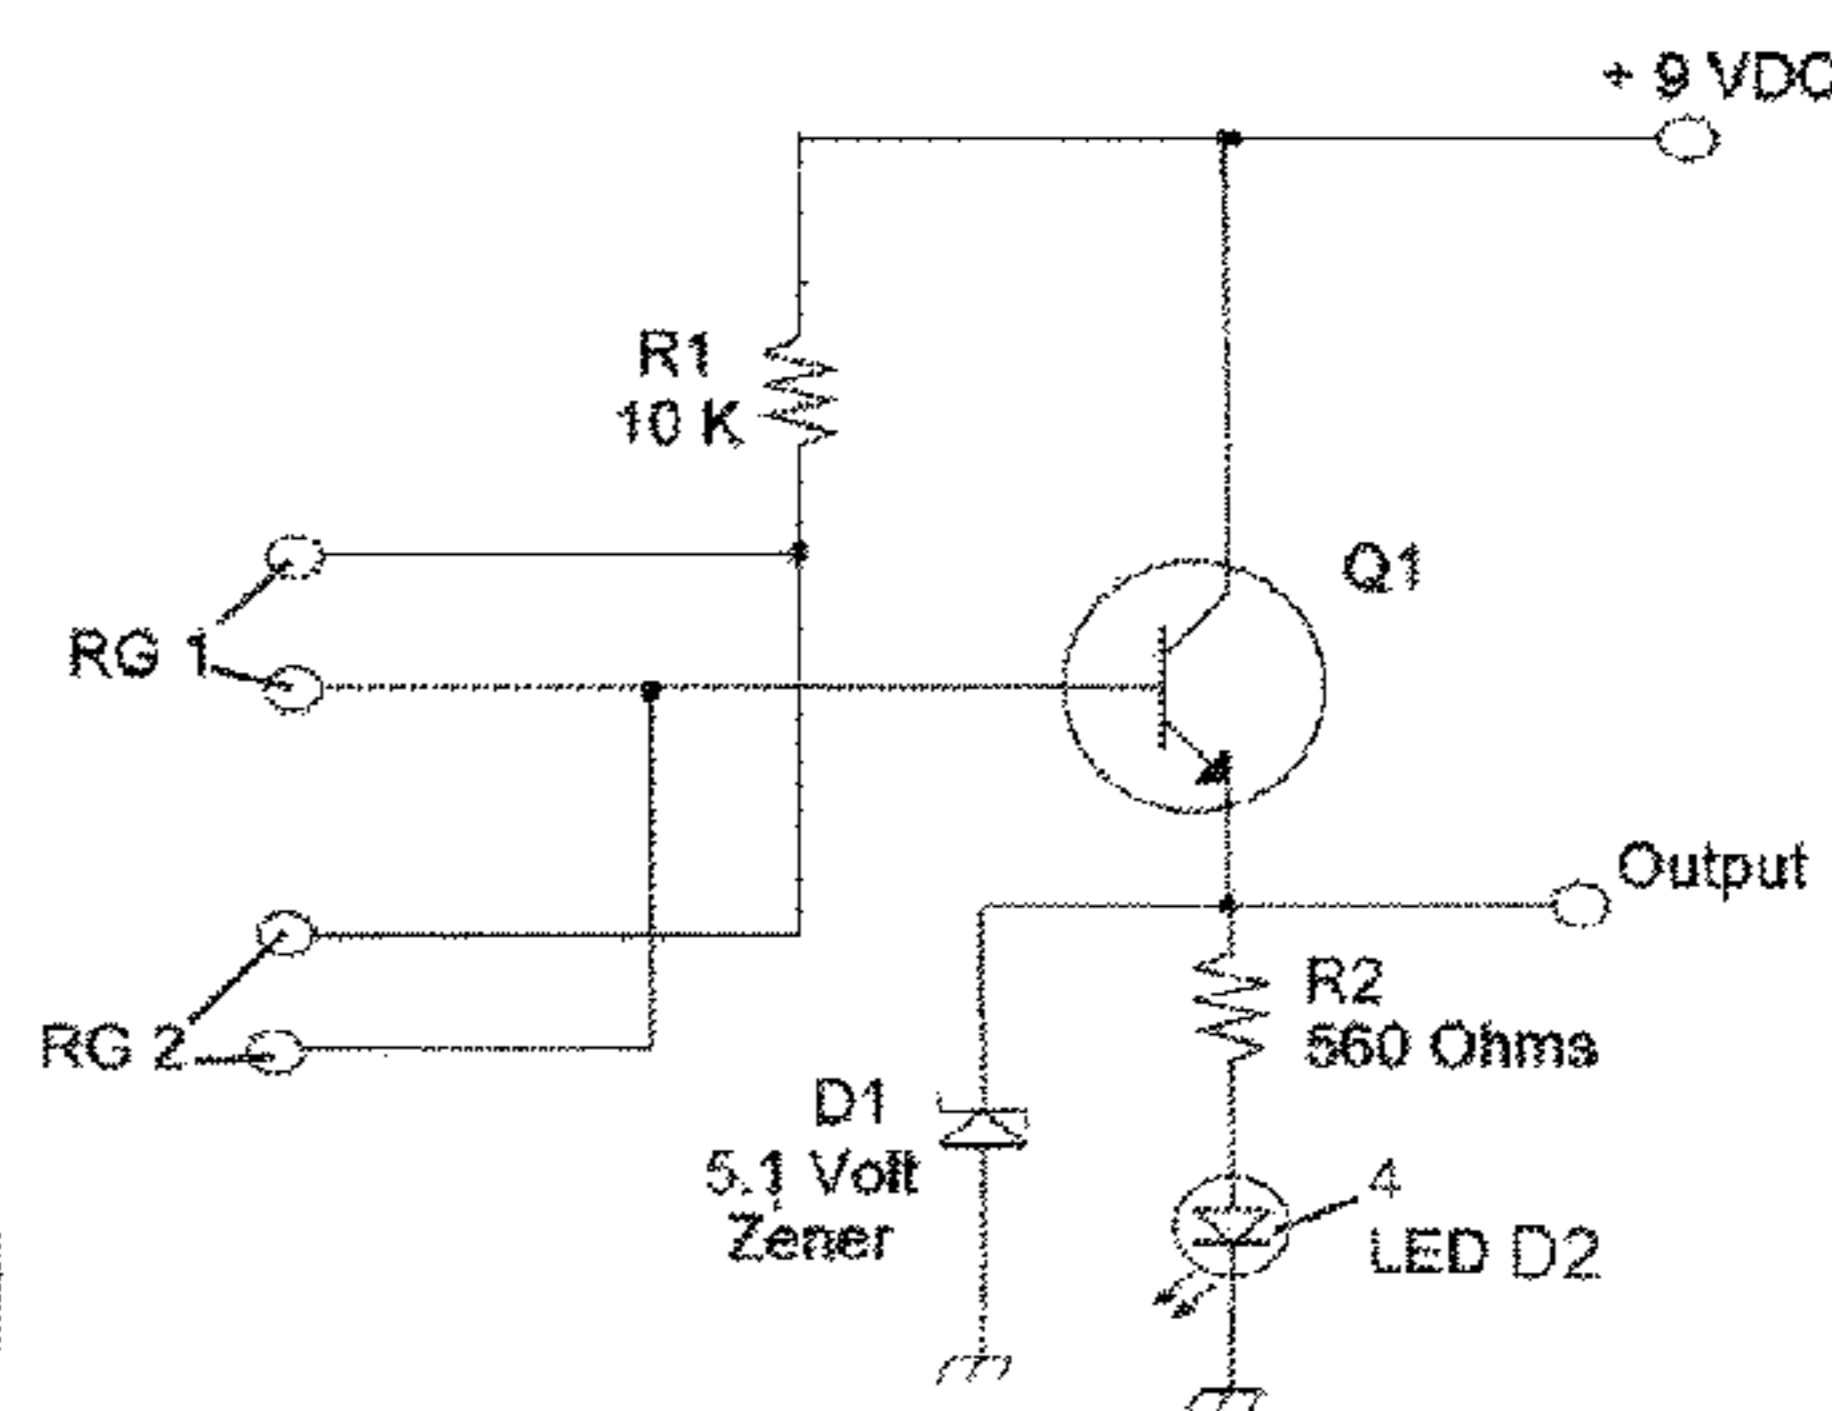 + 9 VDC
R1
10 K
Q1
RG 1
Output
R2
560 Ohms
RG 2
D1
5.1 Volt
Zener
4
LED D2